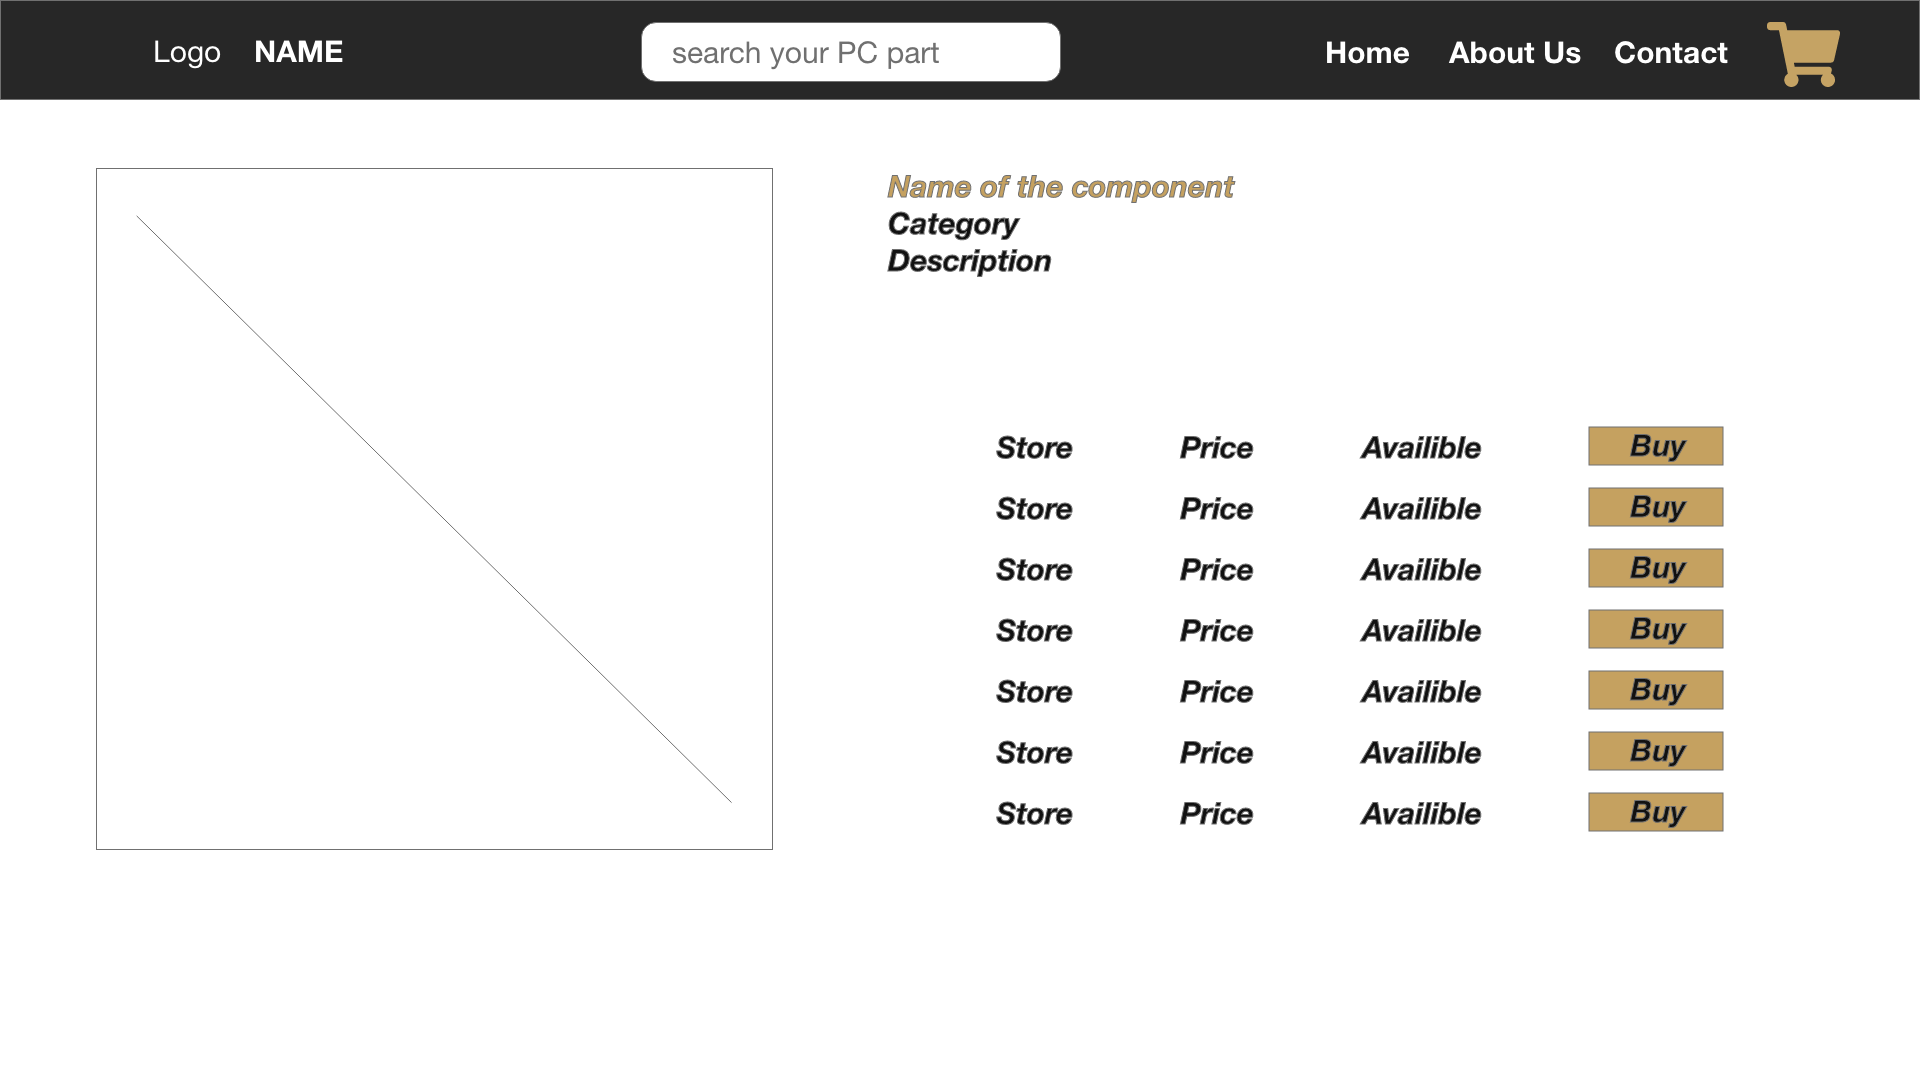 Logo NAME search your PC part Home About Us Contact
Name of the component
Category
Description
Store Price Availible Buy
Store Price Availible Buy
Store Price Availible Buy
Store Price Availible Buy
Store Price Availible Buy
Store Price Availible Buy
Store Price Availible Buy